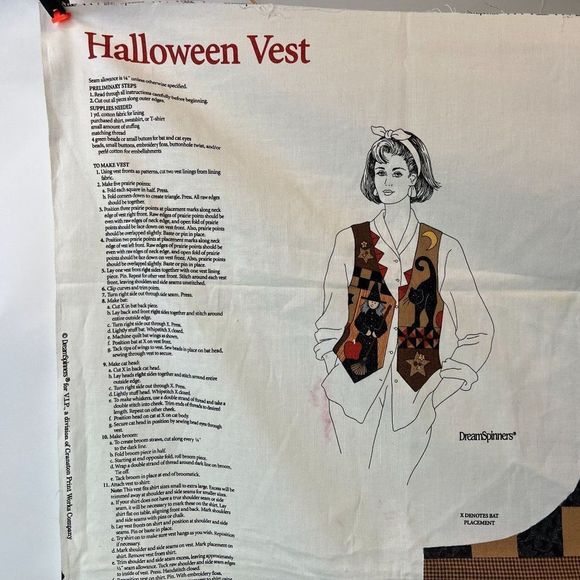 Halloween Vest
Seam allowance is ¼" unless otherwise specified.
PRELIMINARY STEPS
1. Read through all instructions carefully before beginning.
2. Cut out all pieces along outer edges.
SUPPLIES NEEDED
1 yd. cotton fabric for lining
purchased shirt, sweatshirt, or T-shirt
small amount of stuffing
matching thread
4 green beads or small buttons for bat and cat eyes
beads, small buttons, embroidery floss, buttonhole twist, and/or
perlé cotton for embellishments
TO MAKE VEST
1. Using vest fronts as patterns, cut two vest linings from lining
fabric.
2. Make five prairie points:
a. Fold each square in half. Press.
b. Fold corners down to create triangle. Press. All raw edges
should be together.
3. Position three prairie points at placement marks along neck
edge of vest right front. Raw edges of prairie points should be
even with raw edges of neck edge, and open fold of prairie
points should be face down on vest front. Also, prairie points
should be overlapped slightly. Baste or pin in place.
4. Position two prairie points at placement marks along neck
edge of vest left front. Raw edges of prairie points should be
even with raw edges of neck edge, and open fold of prairie
points should be face down on vest front. Also, prairie points
should be overlapped slightly. Baste or pin in place.
5. Lay one vest front right sides together with one vest lining
piece. Pin. Repeat for other vest front. Stitch around each vest
front, leaving shoulders and side seams unstitched.
6. Clip curves and trim points.
7. Turn right side out through side seams. Press.
8. Make bat:
a. Cut X in bat back piece.
b. Lay back and front right sides together and stitch around
entire outside edge.
c. Turn right side out through X. Press.
d. Lightly stuff bat. Whipstitch X closed.
e. Machine quilt bat wings as shown.
f. Position bat at X on vest front.
g. Tack tips of wings to vest. Sew beads in place on bat head,
sewing through vest to secure.
9. Make cat head:
a. Cut X in back cat head.
b. Lay heads right sides together and stitch around entire
outside edge.
c. Turn right side out through X. Press.
d. Lightly stuff head. Whipstitch X closed.
e. To make whiskers, use a double strand of thread and take a
double stitch into cheek. Trim ends of threads to desired
length. Repeat on other cheek.
f. Position head on cat at X on cat body.
g. Secure cat head in position by sewing bead eyes through
vest.
10. Make broom:
a. To create broom straws, cut along every ¼"
to the dark line.
b. Fold broom piece in half.
c. Starting at end opposite fold, roll broom piece.
d. Wrap a double strand of thread around dark line on broom.
Tie off.
e. Tack broom in place at end of broomstick.
11. Attach vest to shirt:
Note: This vest fits shirt sizes small to extra large. Excess will be
trimmed away at shoulder and side seams for smaller sizes.
a. If your shirt does not have a true shoulder seam or side
seam, it will be necessary to mark these on the shirt. Lay
shirt flat on table, aligning front and back. Mark shoulders
and side seams with pins or chalk.
b. Lay vest fronts on shirt and position at shoulder and side
seams. Pin or baste in place.
c. Try shirt on to make sure vest hangs as you wish. Reposition
if necessary.
d. Mark shoulder and side seams on vest. Mark placement on
shirt. Remove vest from shirt.
e. Trim shoulder and side seam excess, leaving approximately
¼" seam allowance. Tuck raw shoulder and side seam edges
to inside of vest. Press. Handstitch closed.
f. Reposition vest on shirt. Pin. With embroidery floss,
© DreamSpinners® for V.I.P., a division of Cranston Print Works Company
DreamSpinners®
X DENOTES BAT
PLACEMENT